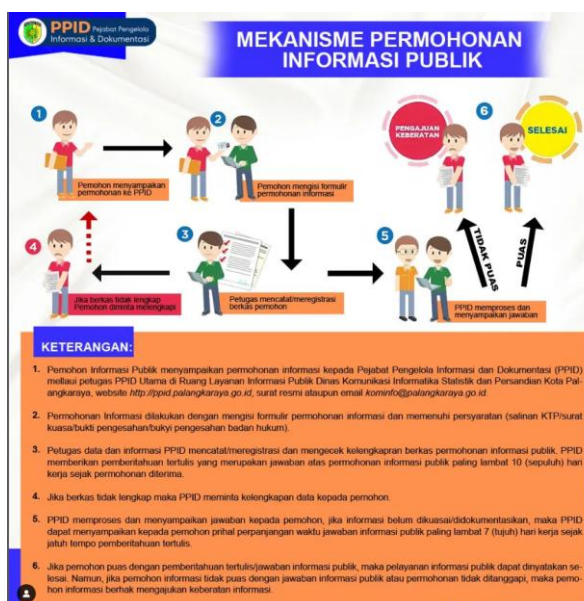 PPID Pejabat Pengelola
Informasi & Dokumentasi
MEKANISME PERMOHONAN
INFORMASI PUBLIK
1
Pemohon menyampaikan
permohonan ke PPID
2
Pemohon mengisi formulir
permohonan informasi
3
Petugas mencatat/meregistrasi
berkas pemohon
4
Jika berkas tidak lengkap
Pemohon diminta melengkapi
5
PPID memproses dan
menyampaikan jawaban
TIDAK PUAS
PUAS
6
PENGAJUAN
KEBERATAN
SELESAI
KETERANGAN:
1. Pemohon Informasi Publik menyampaikan permohonan informasi kepada Pejabat Pengelola Informasi dan Dokumentasi (PPID)
mellaui petugas PPID Utama di Ruang Layanan Informasi Publik Dinas Komunikasi Informatika Statistik dan Persandian Kota Pal-
angkaraya, website http://ppid.palangkaraya.go.id, surat resmi ataupun email kominfo@palangkaraya.go.id.
2. Permohonan Informasi dilakukan dengan mengisi formulir permohonan informasi dan memenuhi persyaratan (salinan KTP/surat
kuasa/bukti pengesahan/bukyi pengesahan badan hukum).
3. Petugas data dan informasi PPID mencatat/meregistrasi dan mengecek kelengkapran berkas permohonan informasi publik. PPID
memberikan pemberitahuan tertulis yang merupakan jawaban atas permohonan informasi publik paling lambat 10 (sepuluh) hari
kerja sejak permohonan diterima.
4. Jika berkas tidak lengkap maka PPID meminta kelengkapan data kepada pemohon.
5. PPID memproses dan menyampaikan jawaban kepada pemohon, jika informasi belum dikuasai/didokumentasikan, maka PPID
dapat menyampaikan kepada pemohon prihal perpanjangan waktu jawaban informasi publik paling lambat 7 (tujuh) hari kerja sejak
jatuh tempo pemberitahuan tertulis.
6. Jika pemohon puas dengan pemberitahuan tertulis/jawaban informasi publik, maka pelayanan informasi publik dapat dinyatakan se-
lesai. Namun, jika pemohon informasi tidak puas dengan jawaban informasi publik atau permohonan tidak ditanggapi, maka pemo-
hon informasi berhak mengajukan keberatan informasi.